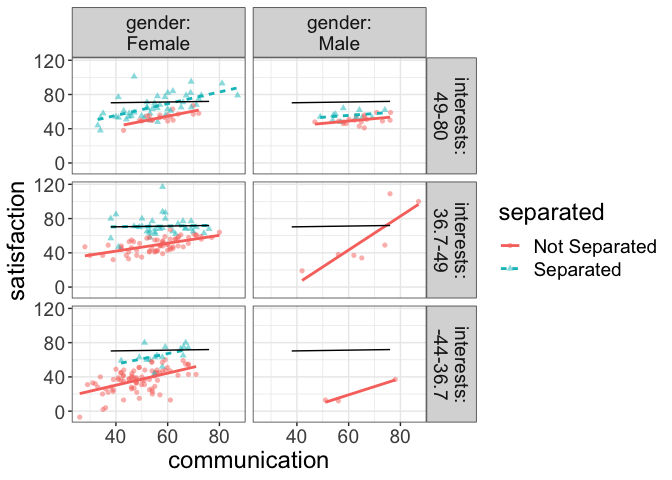 gender:
Female
gender:
Male
120
80
40
0
interests:
49-80
120
80
40
0
interests:
36.7-49
120
80
40
0
interests:
-44-36.7
40
60
80
40
60
80
communication
satisfaction
separated
Not Separated
Separated